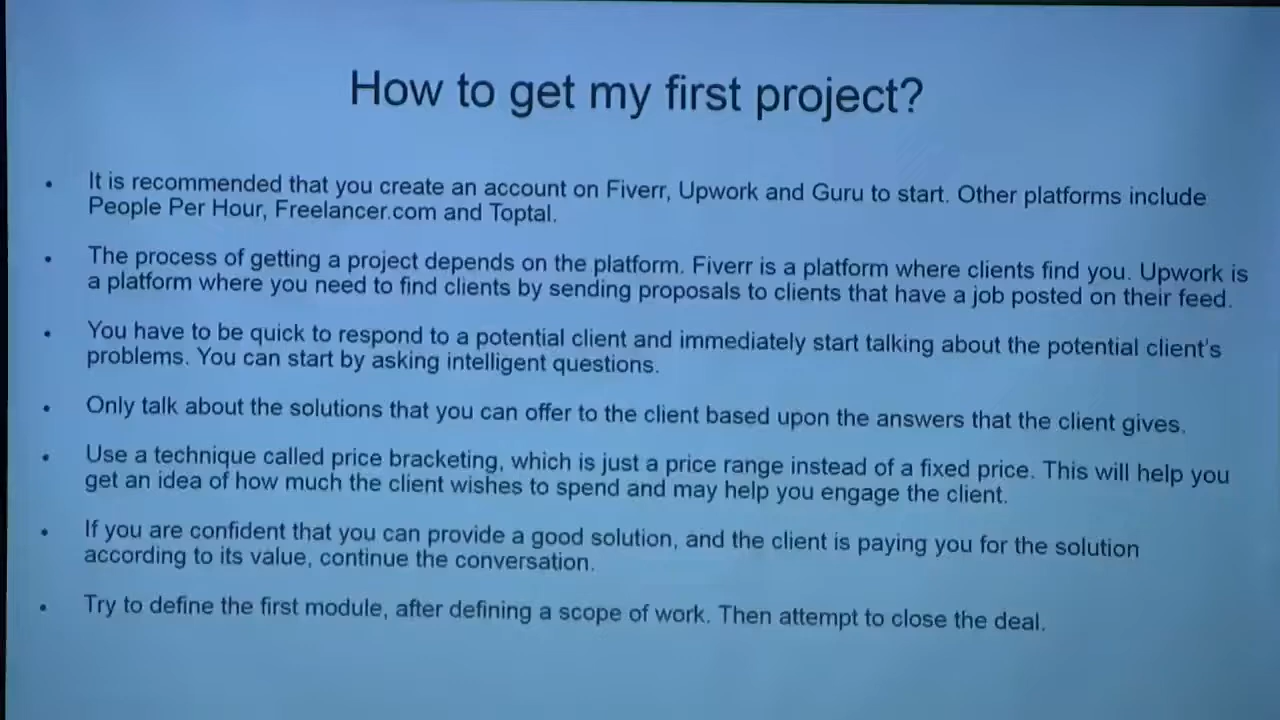 How to get my first project?
• It is recommended that you create an account on Fiverr, Upwork and Guru to start. Other platforms include
People Per Hour, Freelancer.com and Toptal.
• The process of getting a project depends on the platform. Fiverr is a platform where clients find you. Upwork is
a platform where you need to find clients by sending proposals to clients that have a job posted on their feed.
• You have to be quick to respond to a potential client and immediately start talking about the potential client's
problems. You can start by asking intelligent questions.
• Only talk about the solutions that you can offer to the client based upon the answers that the client gives.
• Use a technique called price bracketing, which is just a price range instead of a fixed price. This will help you
get an idea of how much the client wishes to spend and may help you engage the client.
• If you are confident that you can provide a good solution, and the client is paying you for the solution
according to its value, continue the conversation.
• Try to define the first module, after defining a scope of work. Then attempt to close the deal.